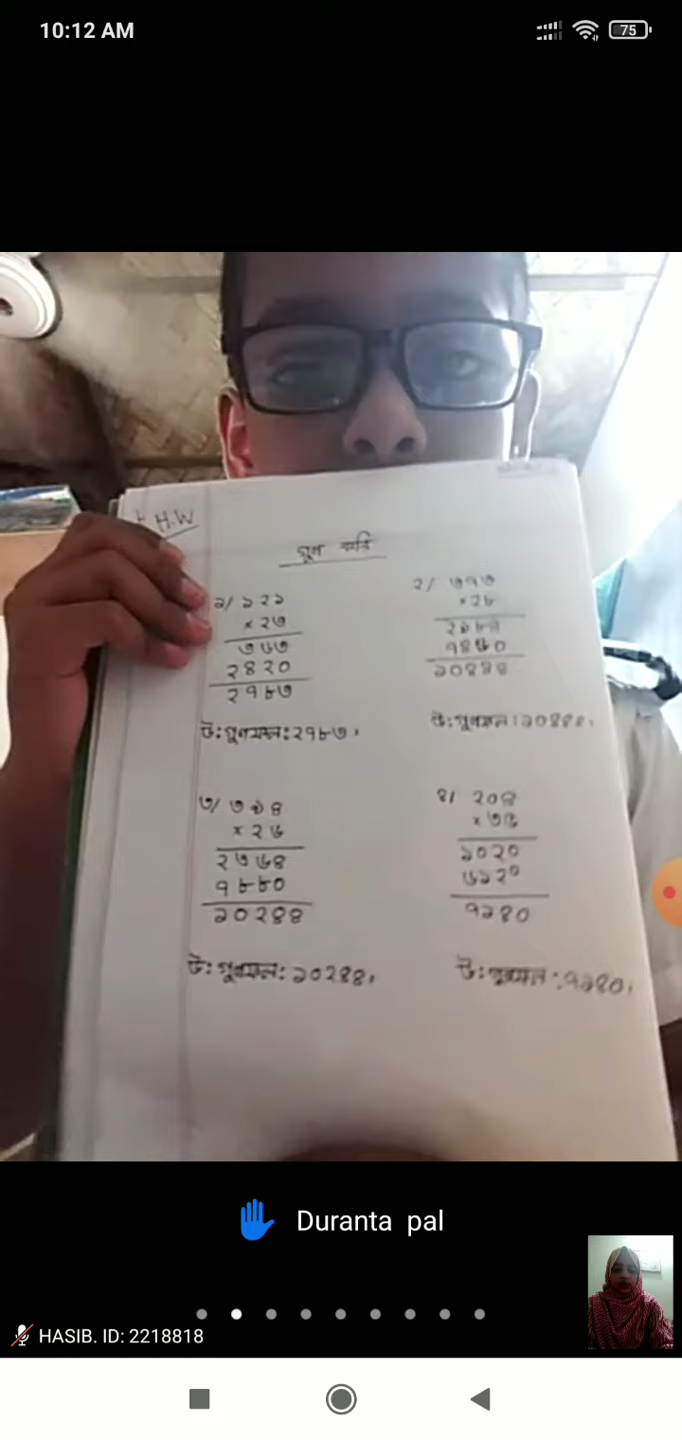 10:12 AM
75
H.W
গুণ করি
১/ ১২১
× ২৩
৩৬৩
২৪২০
২৭৮৩
উ: গুণফল: ২৭৮৩।
২/ ৩৭৩
× ২৮
২৯৮৪
৭৪৬০
১০৪৪৪
উ: গুণফল: ১০৪৪৪।
৩/ ৩৯৪
× ২৬
২৩৬৪
৭৮৮০
১০২৪৪
উ: গুণফল: ১০২৪৪।
৪/ ২০৪
× ৩৫
১০২০
৬১২০
৭১৪০
উ: গুণফল: ৭১৪০।
Duranta pal
HASIB. ID: 2218818